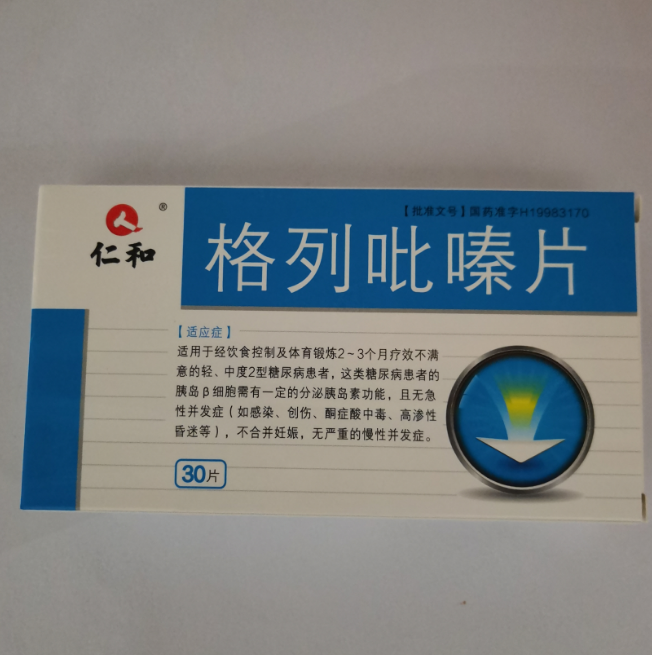 ®
仁和
【批准文号】国药准字H19983170
格列吡嗪片
【适应症】
适用于经饮食控制及体育锻炼2~3个月疗效不满
意的轻、中度2型糖尿病患者，这类糖尿病患者的
胰岛β细胞需有一定的分泌胰岛素功能，且无急
性并发症（如感染、创伤、酮症酸中毒、高渗性
昏迷等），不合并妊娠，无严重的慢性并发症。
30片